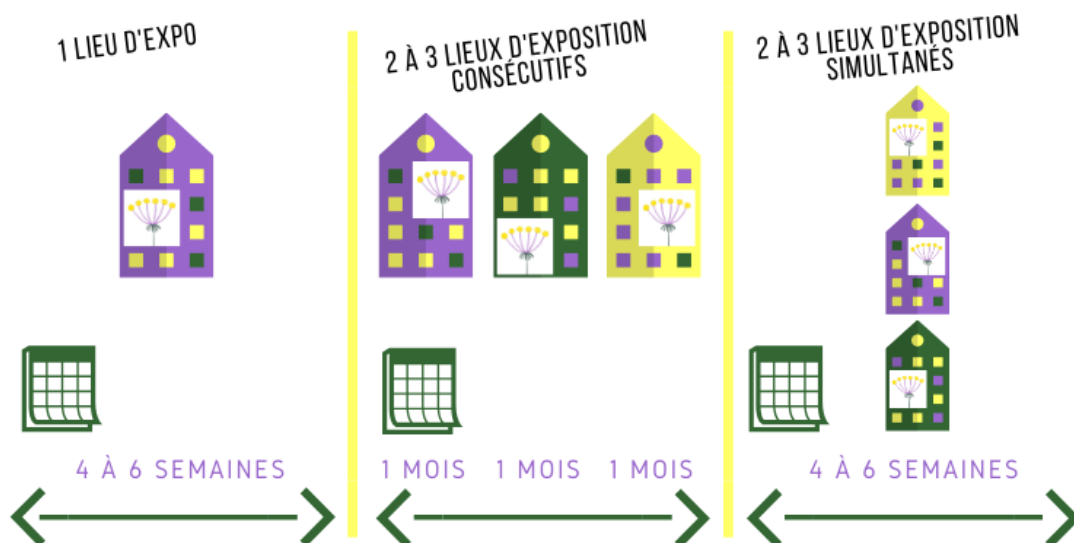 1 LIEU D'EXPO
2 À 3 LIEUX D'EXPOSITION
CONSÉCUTIFS
2 À 3 LIEUX D'EXPOSITION
SIMULTANÉS
4 À 6 SEMAINES
1 MOIS 1 MOIS 1 MOIS
4 À 6 SEMAINES